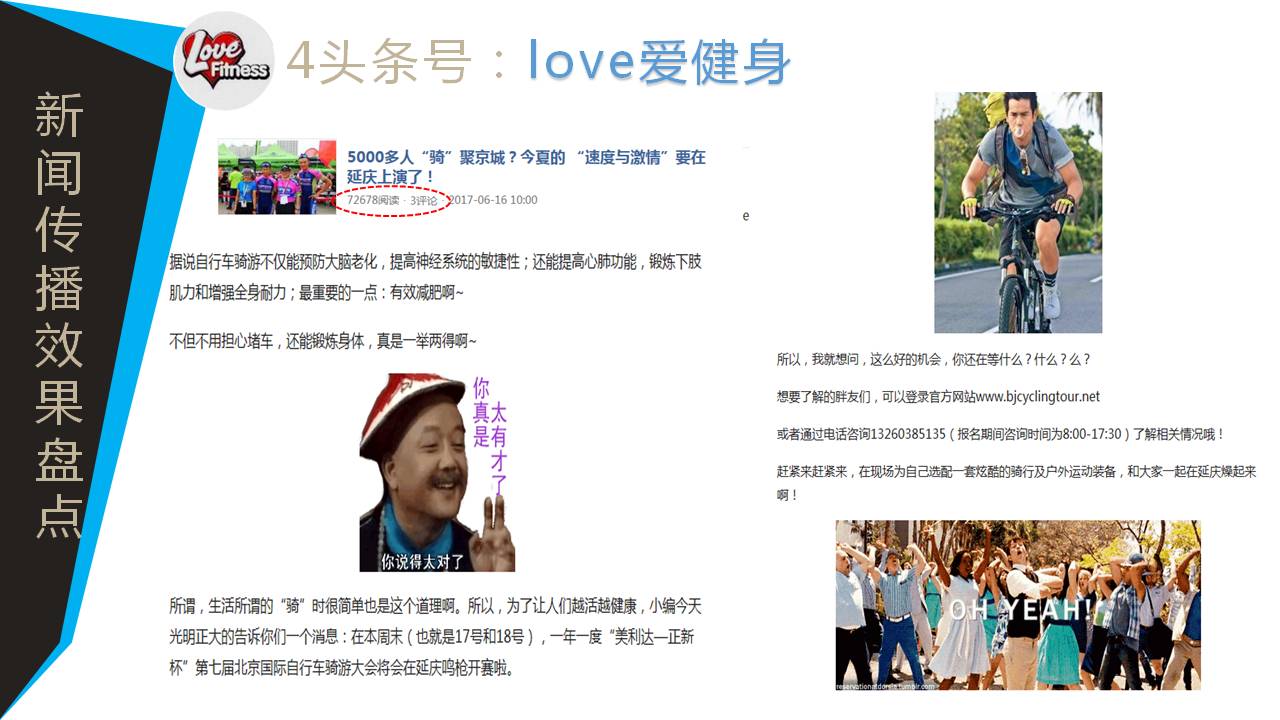 新闻传播效果盘点
Love
Fitness
4头条号：love爱健身
5000多人“骑”聚京城？今夏的 “速度与激情”要在
延庆上演了！
72678阅读 · 3评论 · 2017-06-16 10:00
据说自行车骑游不仅能预防大脑老化，提高神经系统的敏捷性；还能提高心肺功能，锻炼下肢
肌力和增强全身耐力；最重要的一点：有效减肥啊~
不但不用担心堵车，还能锻炼身体，真是一举两得啊~
你真是
太有才了
你说得太对了
所谓，生活所谓的“骑”时很简单也是这个道理啊。所以，为了让人们越活越健康，小编今天
光明正大的告诉你们一个消息：在本周末（也就是17号和18号），一年一度“美利达—正新
杯”第七届北京国际自行车骑游大会将会在延庆鸣枪开赛啦。
e
所以，我就想问，这么好的机会，你还在等什么？什么？么？
想要了解的胖友们，可以登录官方网站www.bjcyclingtour.net
或者通过电话咨询13260385135（报名期间咨询时间为8:00-17:30）了解相关情况哦！
赶紧来赶紧来，在现场为自己选配一套炫酷的骑行及户外运动装备，和大家一起在延庆燥起来
啊！
OH YEAH!